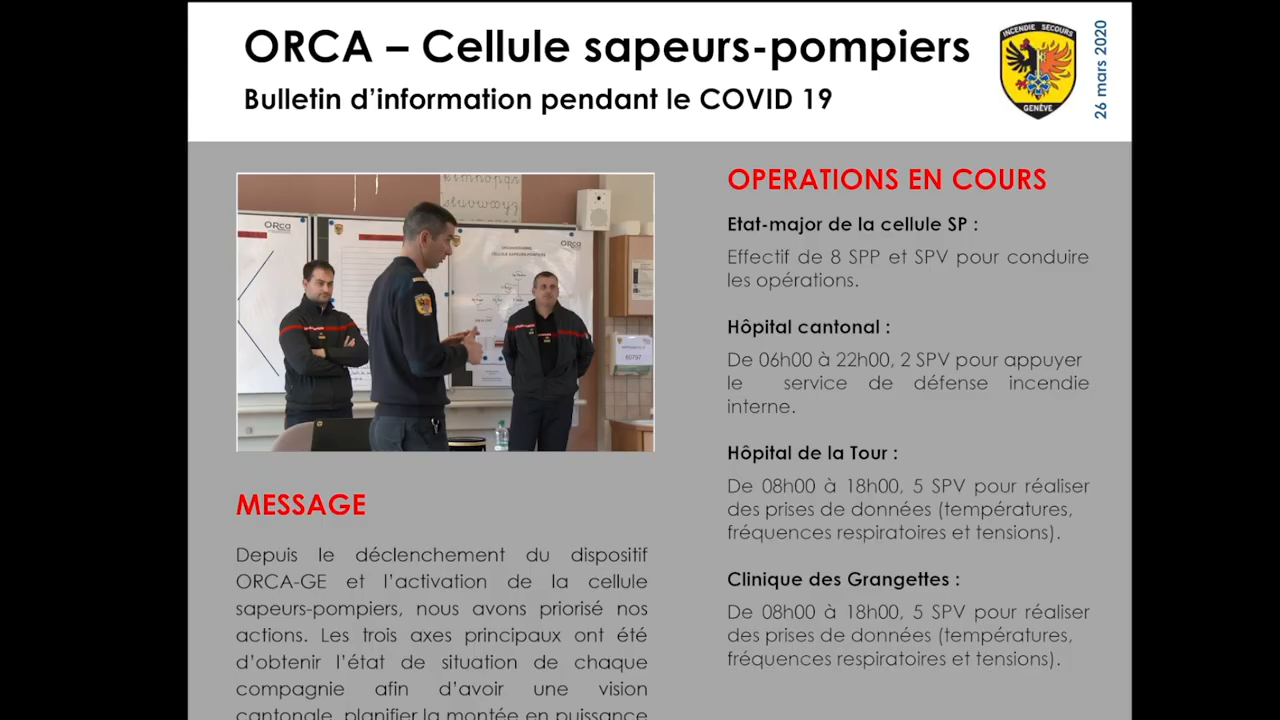 ORCA – Cellule sapeurs-pompiers
Bulletin d'information pendant le COVID 19
INCENDIE SECOURS
GENÈVE
26 mars 2020
ORCA
ORCA
CELLULE SAPEURS-POMPIERS
60797
MESSAGE
Depuis le déclenchement du dispositif
ORCA-GE et l'activation de la cellule
sapeurs-pompiers, nous avons priorisé nos
actions. Les trois axes principaux ont été
d'obtenir l'état de situation de chaque
compagnie afin d'avoir une vision
cantonale, planifier la montée en puissance
OPERATIONS EN COURS
Etat-major de la cellule SP :
Effectif de 8 SPP et SPV pour conduire
les opérations.
Hôpital cantonal :
De 06h00 à 22h00, 2 SPV pour appuyer
le service de défense incendie
interne.
Hôpital de la Tour :
De 08h00 à 18h00, 5 SPV pour réaliser
des prises de données (températures,
fréquences respiratoires et tensions).
Clinique des Grangettes :
De 08h00 à 18h00, 5 SPV pour réaliser
des prises de données (températures,
fréquences respiratoires et tensions).